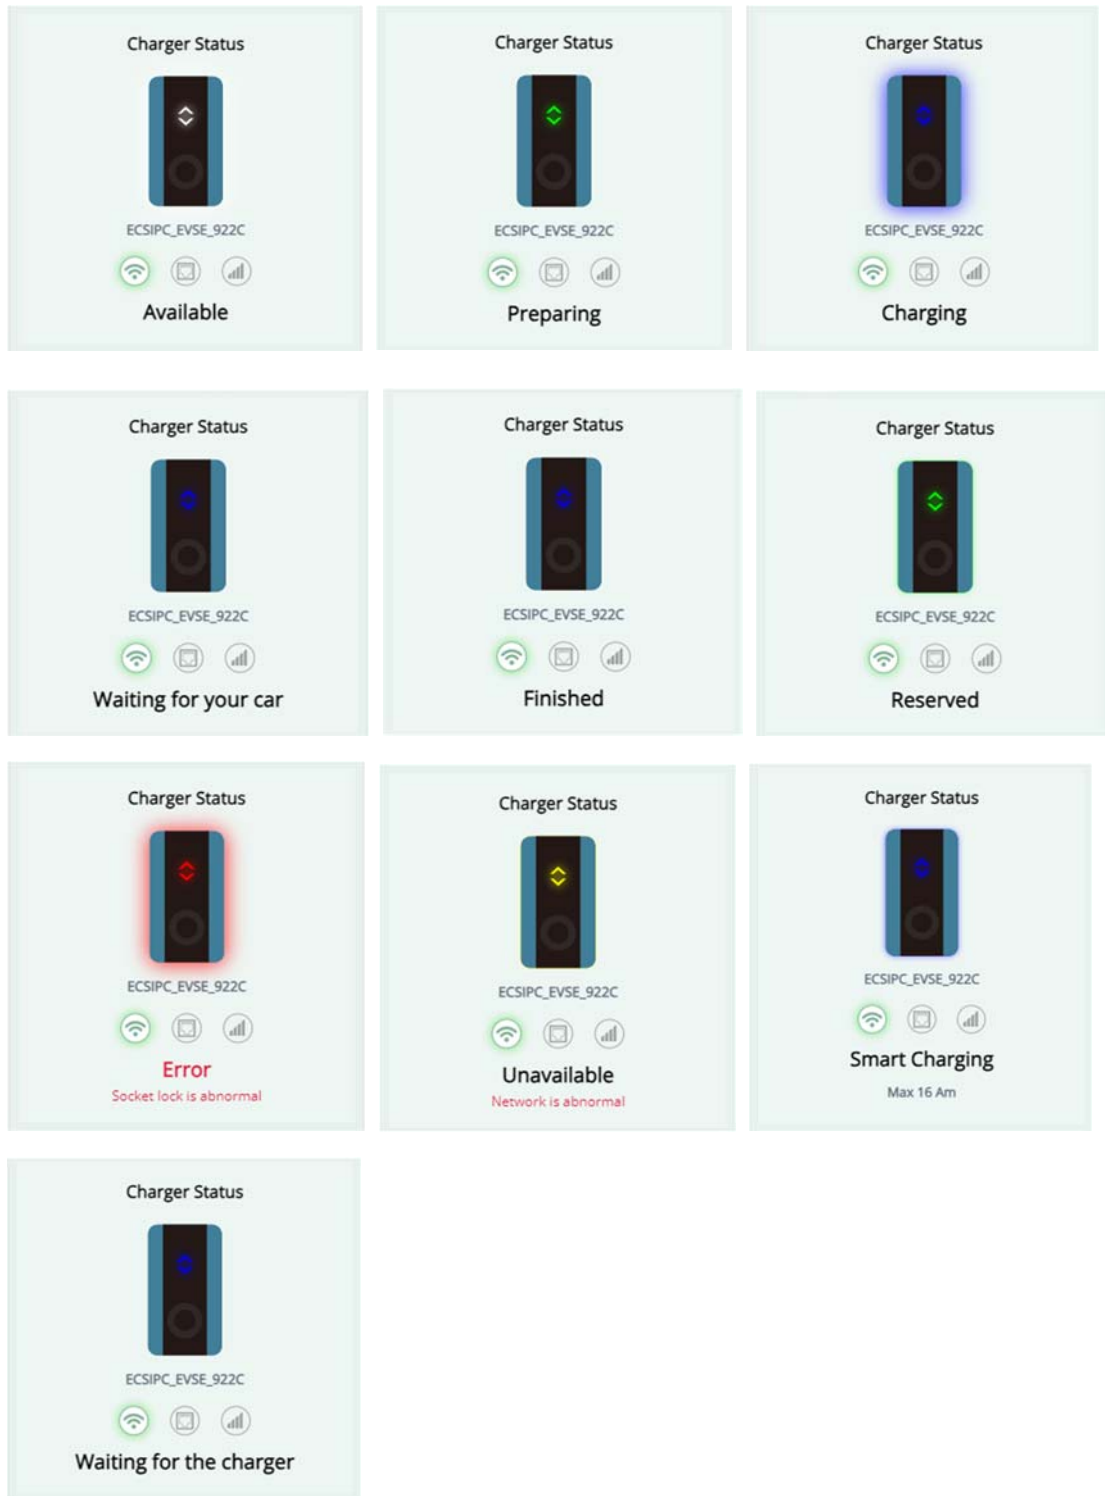 Charger Status
ECSIPC_EVSE_922C
Available
Charger Status
ECSIPC_EVSE_922C
Preparing
Charger Status
ECSIPC_EVSE_922C
Charging
Charger Status
ECSIPC_EVSE_922C
Waiting for your car
Charger Status
ECSIPC_EVSE_922C
Finished
Charger Status
ECSIPC_EVSE_922C
Reserved
Charger Status
ECSIPC_EVSE_922C
Error
Socket lock is abnormal
Charger Status
ECSIPC_EVSE_922C
Unavailable
Network is abnormal
Charger Status
ECSIPC_EVSE_922C
Smart Charging
Max 16 Am
Charger Status
ECSIPC_EVSE_922C
Waiting for the charger